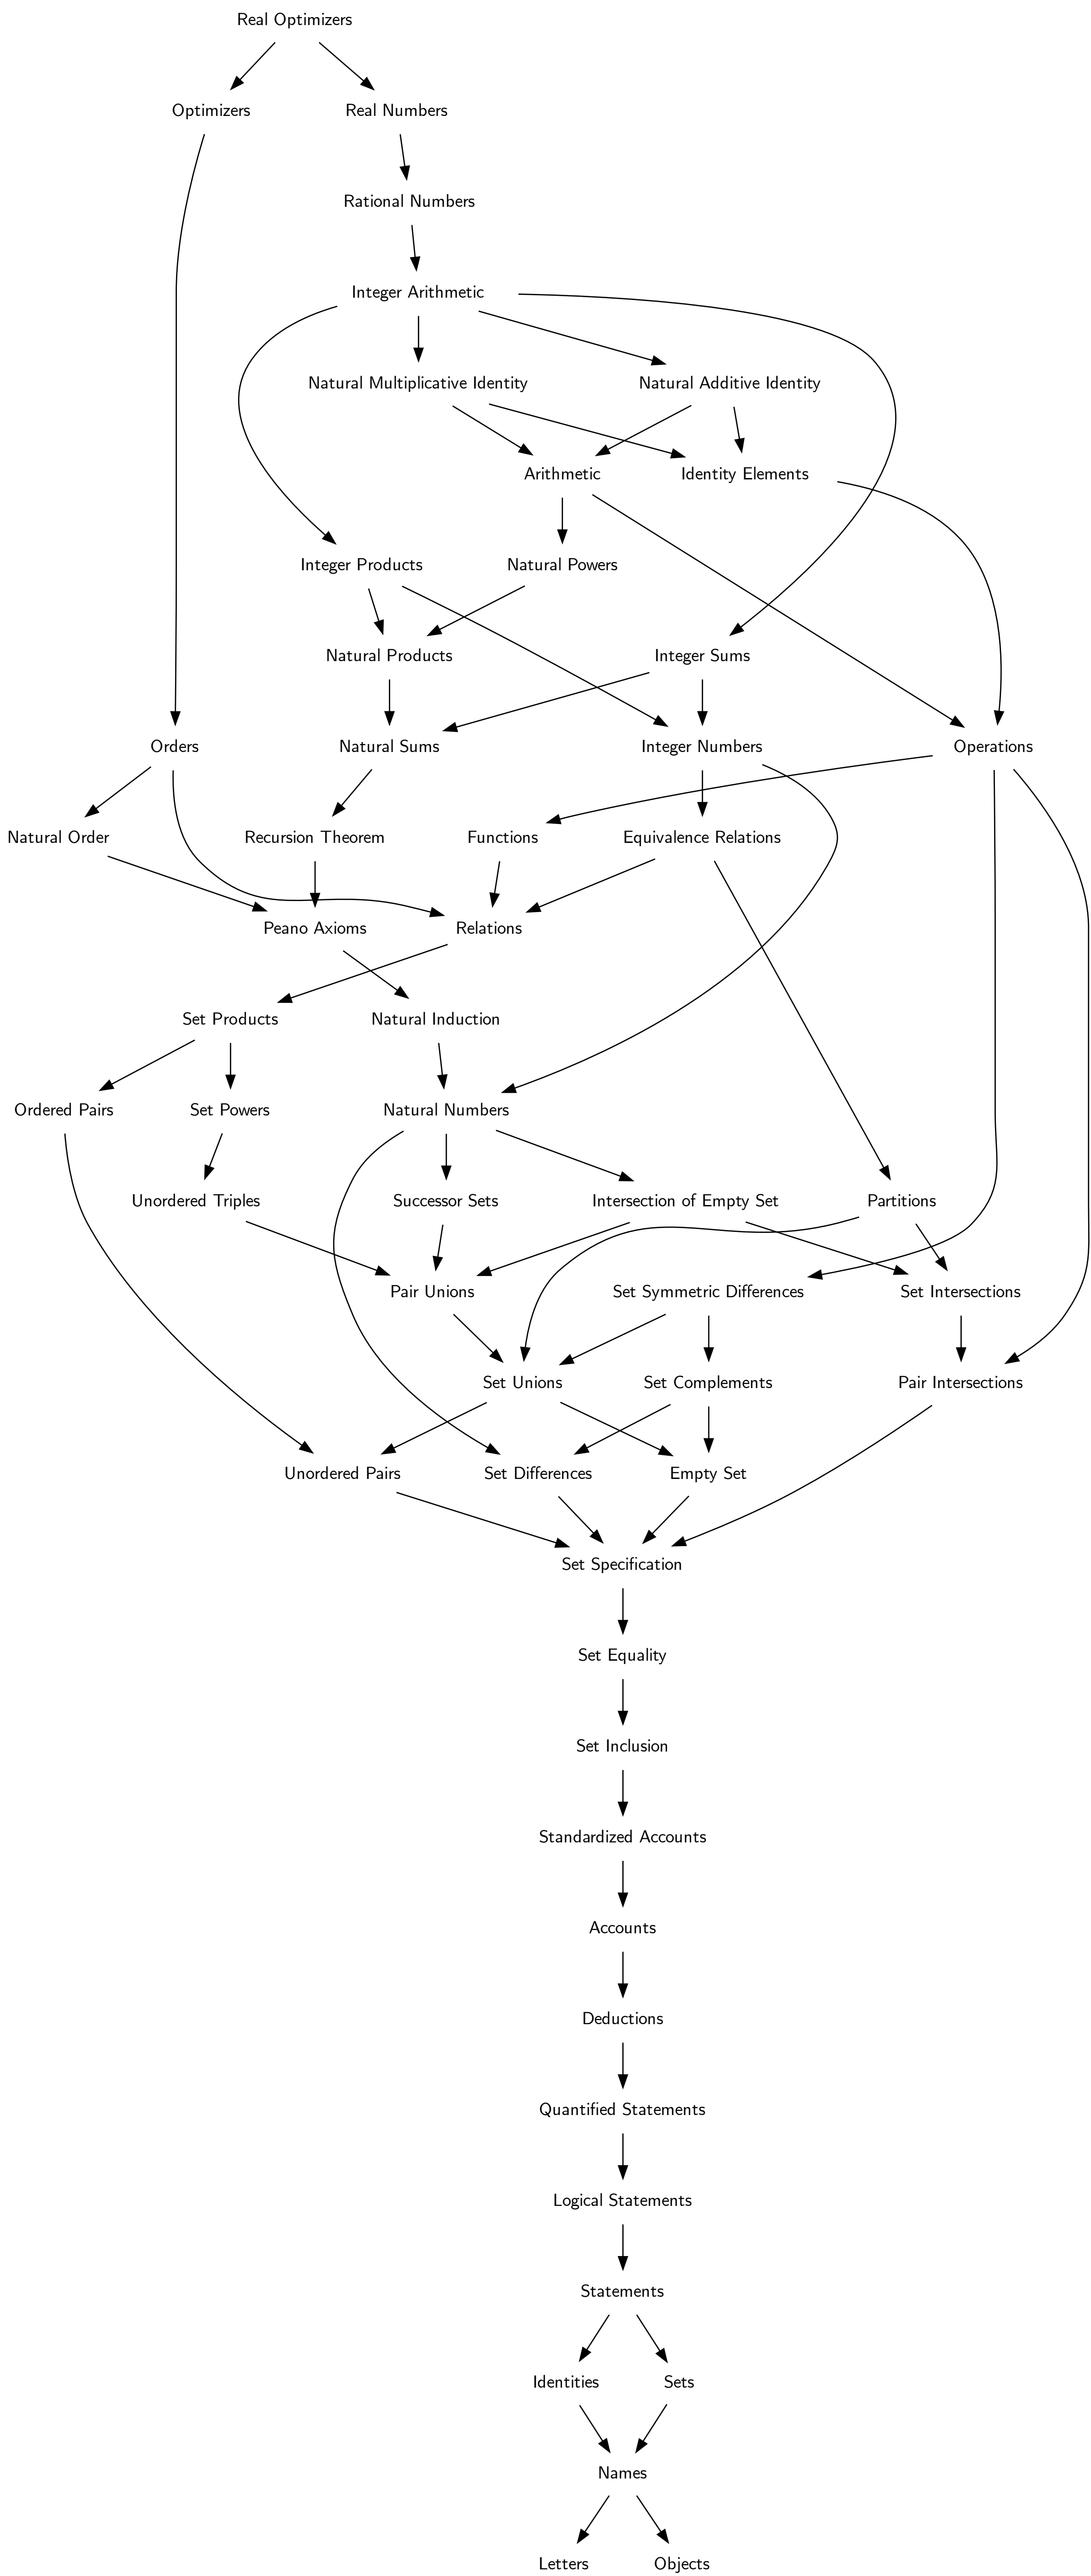 Real Optimizers
Optimizers
Real Numbers
Rational Numbers
Integer Arithmetic
Natural Multiplicative Identity
Natural Additive Identity
Arithmetic
Identity Elements
Integer Products
Natural Powers
Natural Products
Integer Sums
Orders
Natural Sums
Integer Numbers
Operations
Natural Order
Recursion Theorem
Functions
Equivalence Relations
Peano Axioms
Relations
Set Products
Natural Induction
Ordered Pairs
Set Powers
Natural Numbers
Unordered Triples
Successor Sets
Intersection of Empty Set
Partitions
Pair Unions
Set Symmetric Differences
Set Intersections
Set Unions
Set Complements
Pair Intersections
Unordered Pairs
Set Differences
Empty Set
Set Specification
Set Equality
Set Inclusion
Standardized Accounts
Accounts
Deductions
Quantified Statements
Logical Statements
Statements
Identities
Sets
Names
Letters
Objects